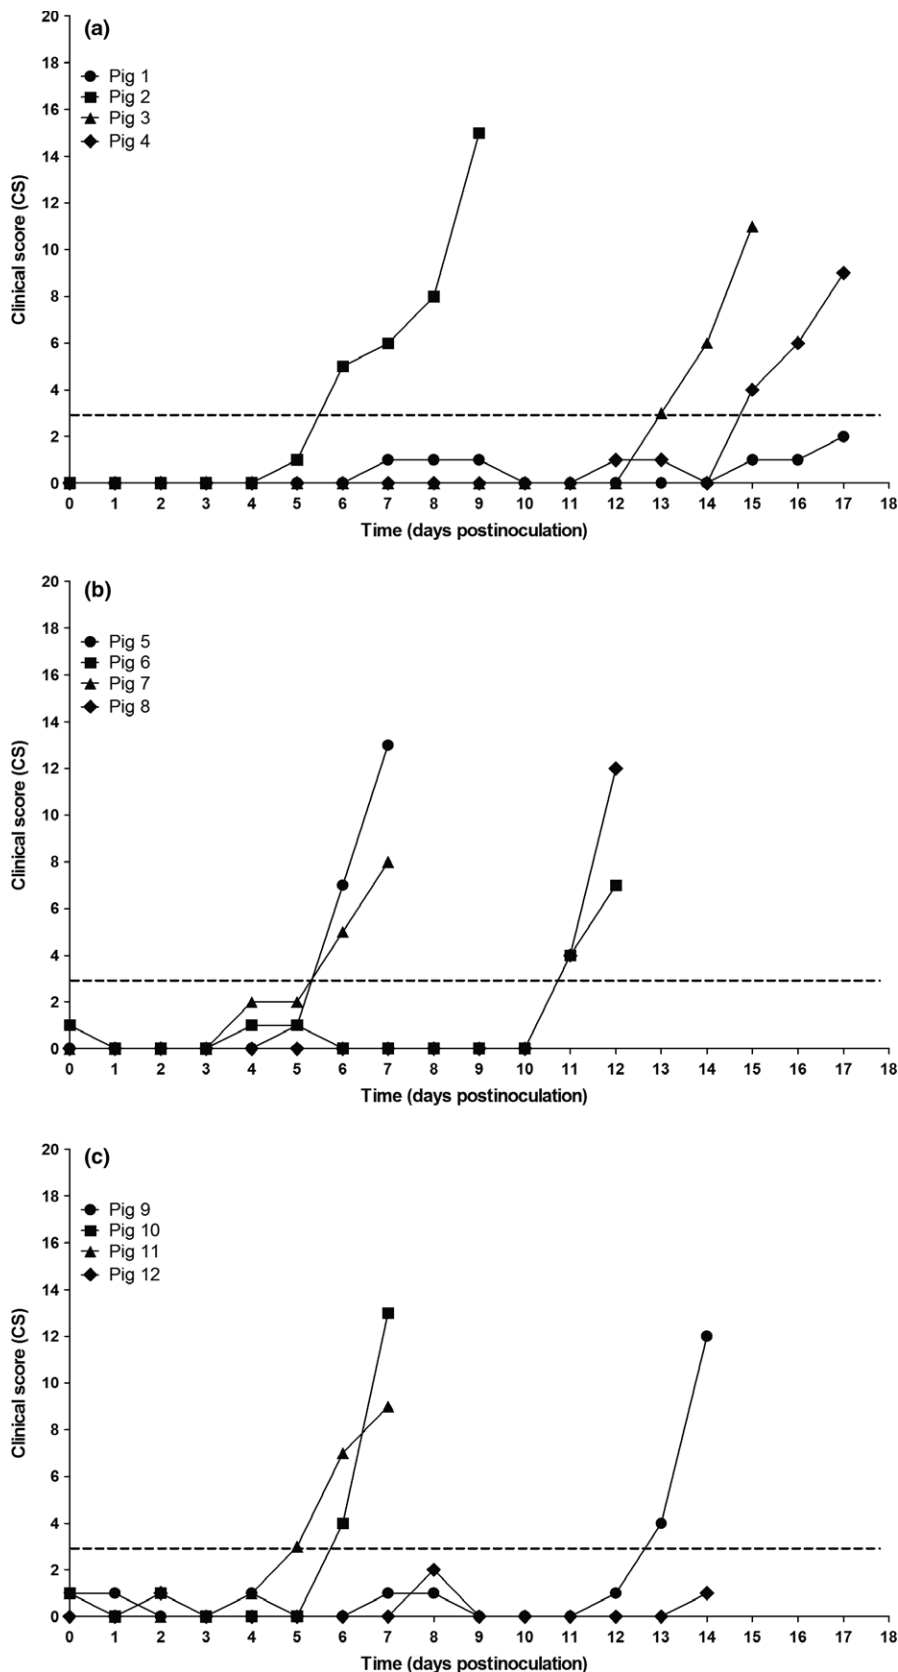 (a)
Pig 1
Pig 2
Pig 3
Pig 4
Clinical score (CS)
20
18
16
14
12
10
8
6
4
2
0
0 1 2 3 4 5 6 7 8 9 10 11 12 13 14 15 16 17 18
Time (days postinoculation)
(b)
Pig 5
Pig 6
Pig 7
Pig 8
Clinical score (CS)
20
18
16
14
12
10
8
6
4
2
0
0 1 2 3 4 5 6 7 8 9 10 11 12 13 14 15 16 17 18
Time (days postinoculation)
(c)
Pig 9
Pig 10
Pig 11
Pig 12
Clinical score (CS)
20
18
16
14
12
10
8
6
4
2
0
0 1 2 3 4 5 6 7 8 9 10 11 12 13 14 15 16 17 18
Time (days postinoculation)